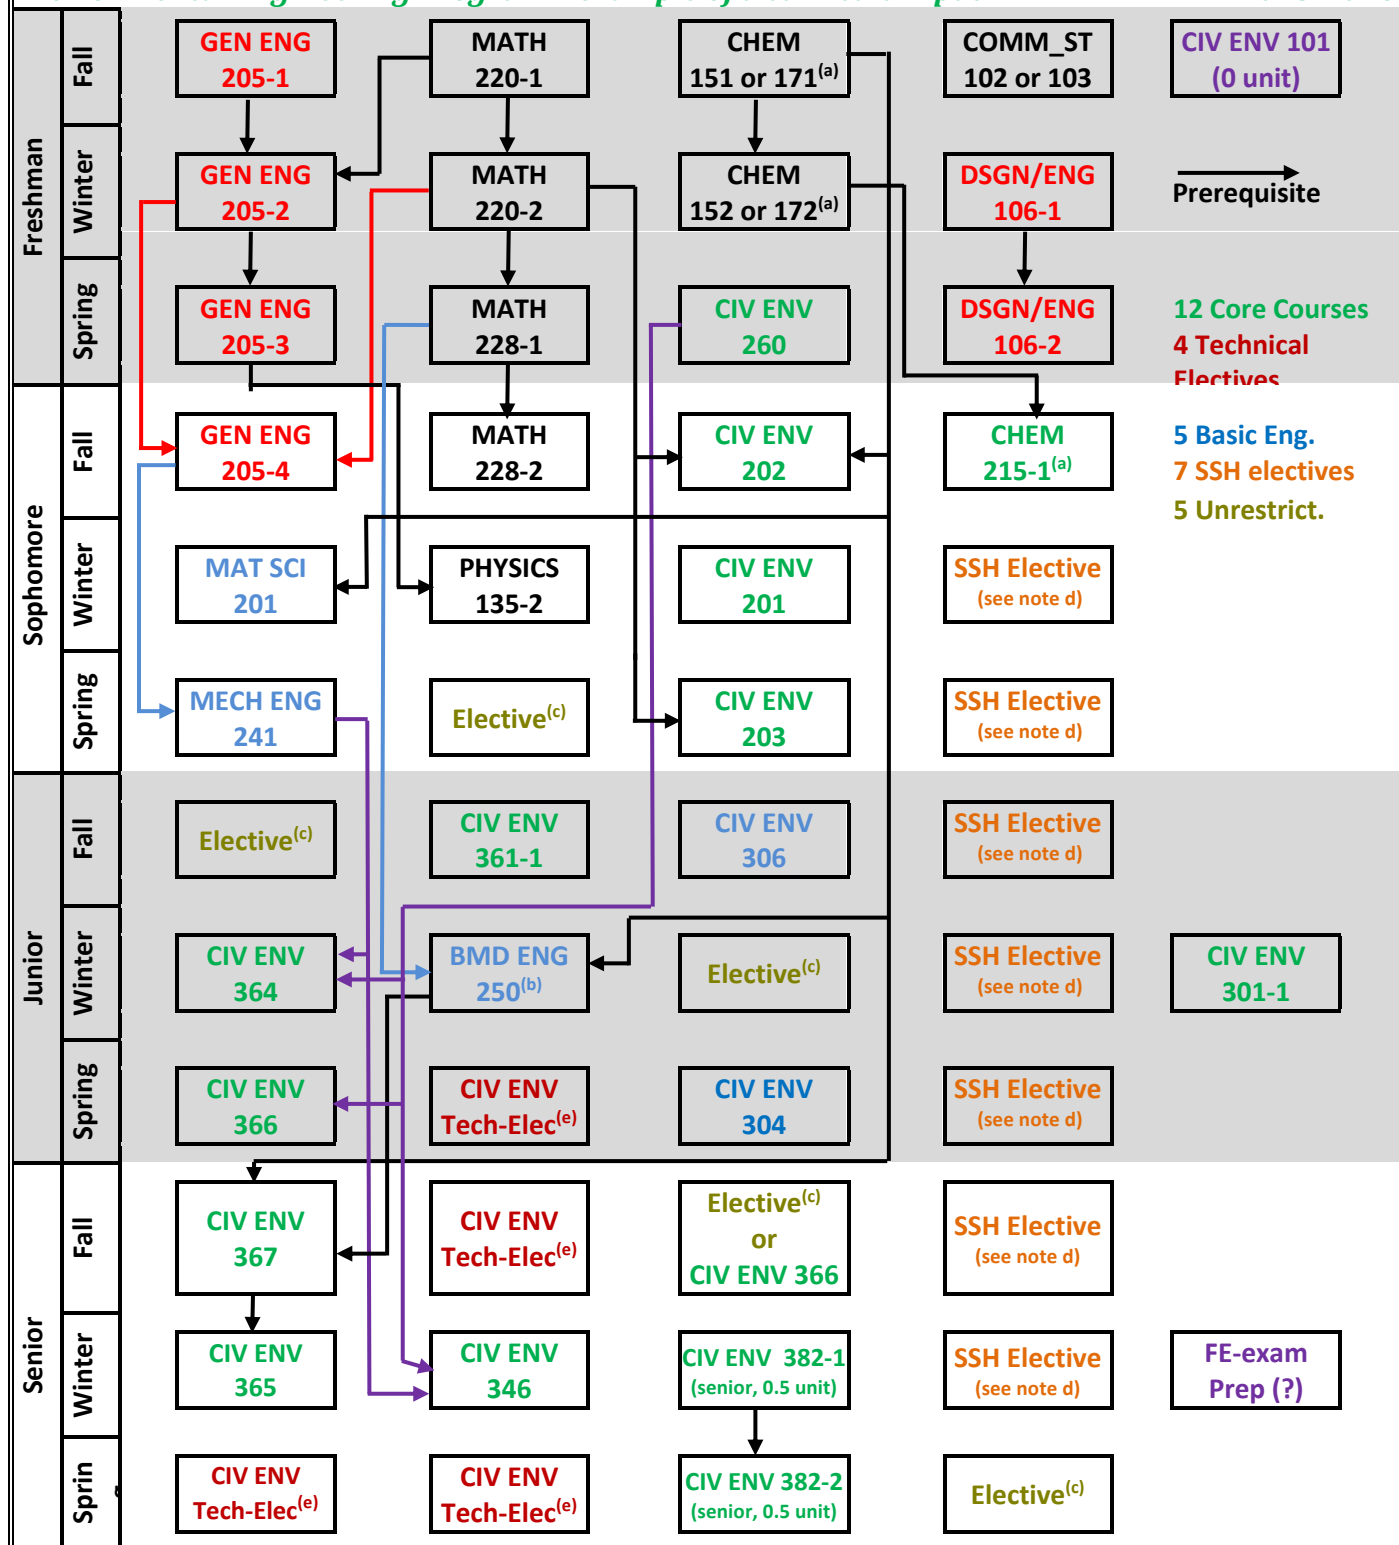 Fall
GEN ENG
205-1
MATH
220-1
CHEM
151 or 171(a)
COMM_ST
102 or 103
CIV ENV 101
(0 unit)
Freshman
Winter
GEN ENG
205-2
MATH
220-2
CHEM
152 or 172(a)
DSGN/ENG
106-1
Prerequisite
Spring
GEN ENG
205-3
MATH
228-1
CIV ENV
260
DSGN/ENG
106-2
12 Core Courses
4 Technical
Electives
Fall
GEN ENG
205-4
MATH
228-2
CIV ENV
202
CHEM
215-1(a)
5 Basic Eng.
7 SSH electives
5 Unrestrict.
Sophomore
Winter
MAT SCI
201
PHYSICS
135-2
CIV ENV
201
SSH Elective
(see note d)
Spring
MECH ENG
241
Elective(c)
CIV ENV
203
SSH Elective
(see note d)
Fall
Elective(c)
CIV ENV
361-1
CIV ENV
306
SSH Elective
(see note d)
Junior
Winter
CIV ENV
364
BMD ENG
250(b)
Elective(c)
SSH Elective
(see note d)
CIV ENV
301-1
Spring
CIV ENV
366
CIV ENV
Tech-Elec(e)
CIV ENV
304
SSH Elective
(see note d)
Fall
CIV ENV
367
CIV ENV
Tech-Elec(e)
Elective(c)
or
CIV ENV 366
SSH Elective
(see note d)
Senior
Winter
CIV ENV
365
CIV ENV
346
CIV ENV 382-1
(senior, 0.5 unit)
SSH Elective
(see note d)
FE-exam
Prep (?)
Sprin
CIV ENV
Tech-Elec(e)
CIV ENV
Tech-Elec(e)
CIV ENV 382-2
(senior, 0.5 unit)
Elective(c)